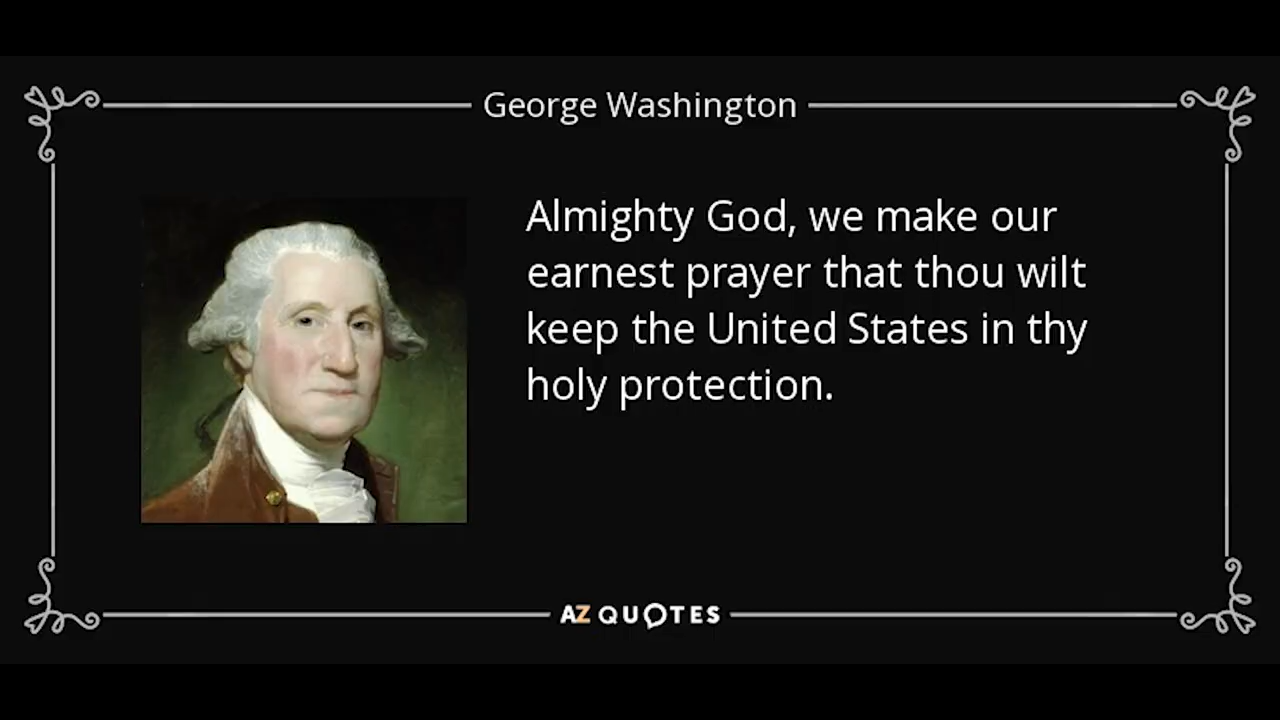 George Washington
Almighty God, we make our
earnest prayer that thou wilt
keep the United States in thy
holy protection.
AZ QUOTES